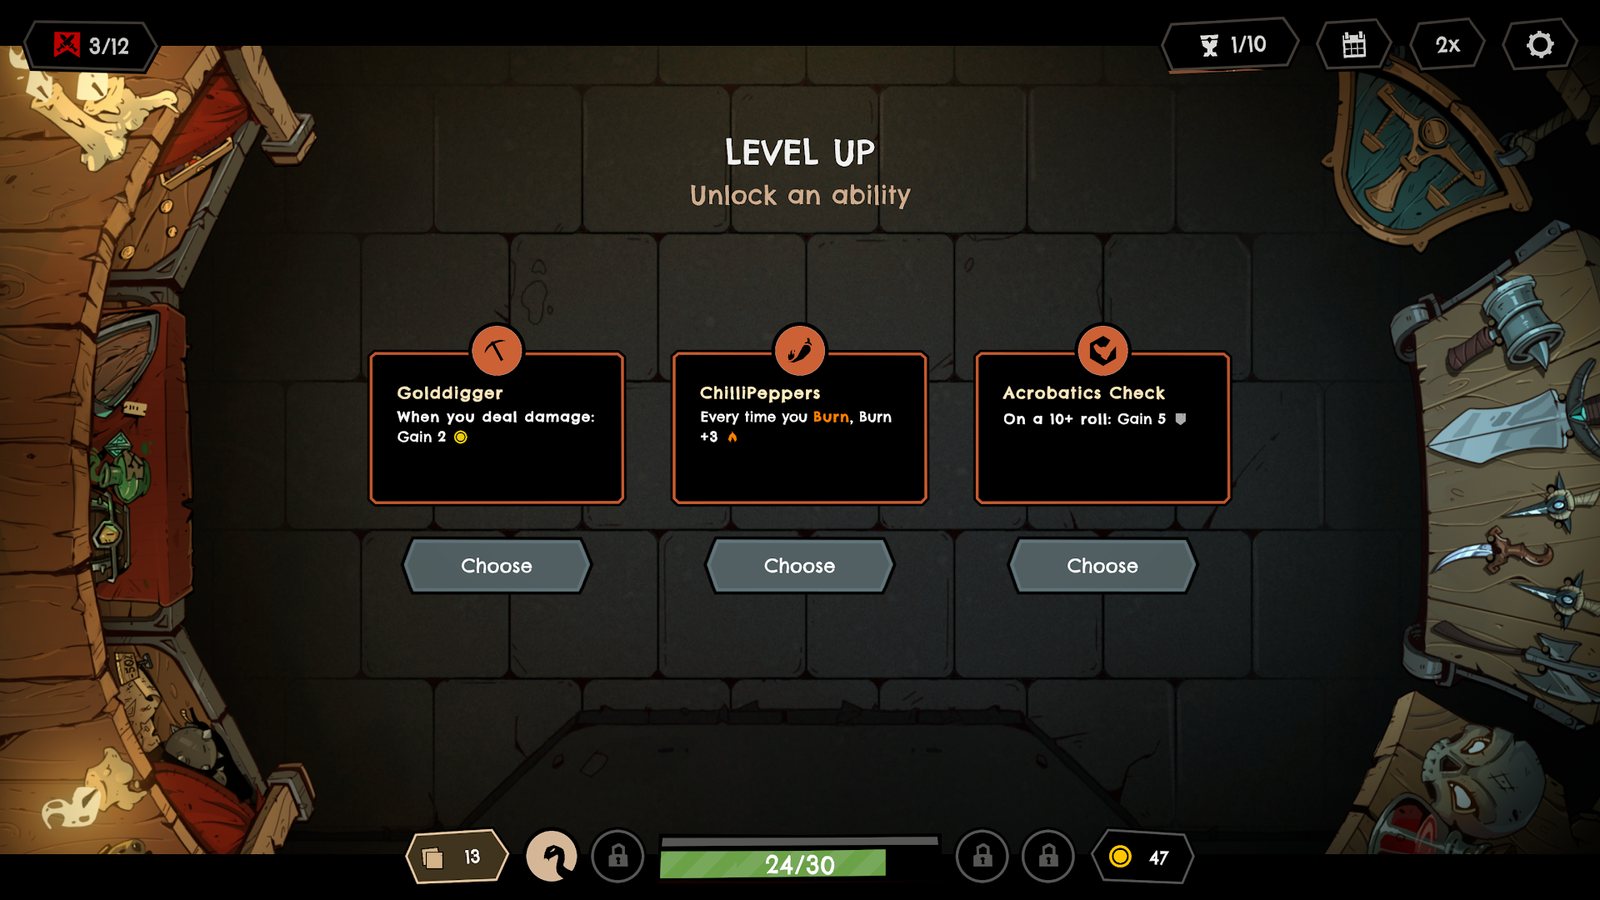 3/12
1/10
2x
LEVEL UP
Unlock an ability
Golddigger
When you deal damage:
Gain 2
ChilliPeppers
Every time you Burn, Burn
+3
Acrobatics Check
On a 10+ roll: Gain 5
Choose
Choose
Choose
13
24/30
47